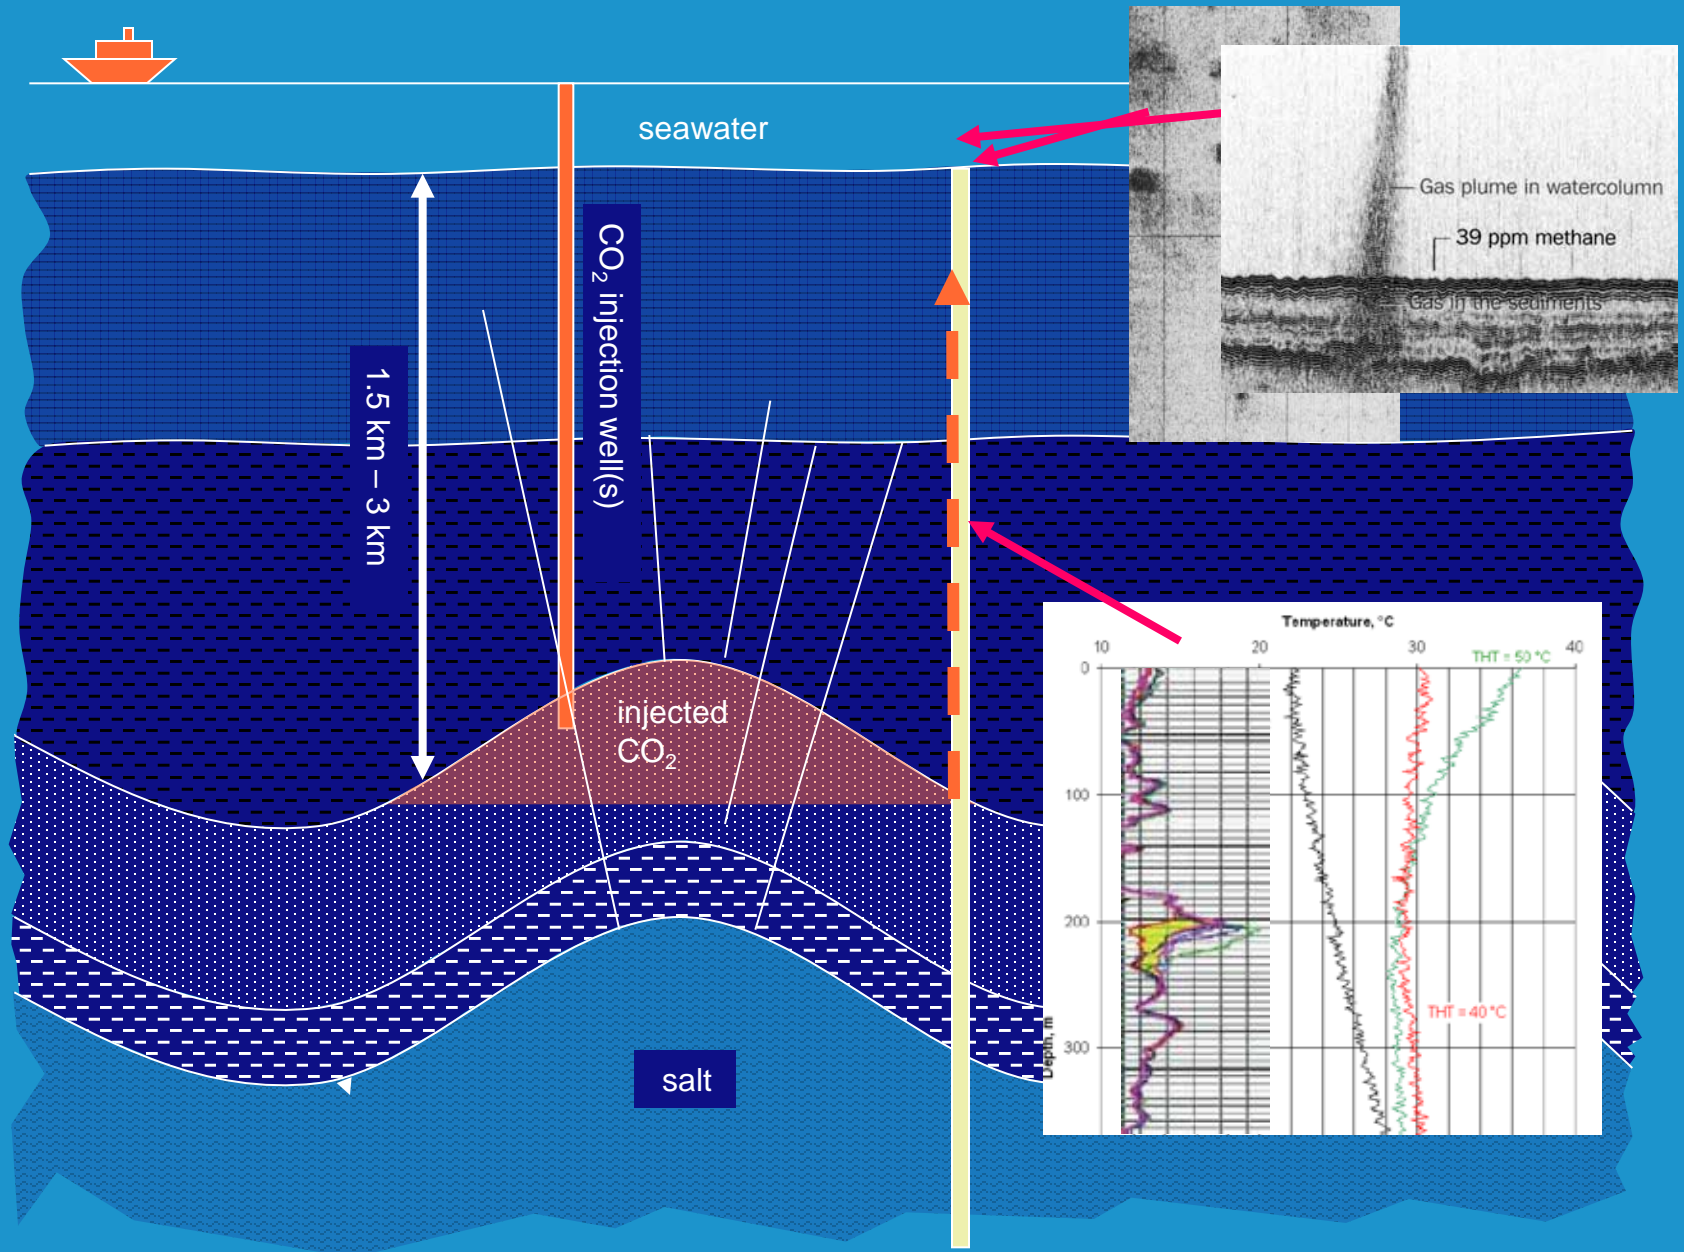 seawater
Gas plume in watercolumn
39 ppm methane
Gas in the sediments
CO₂ injection well(s)
1.5 km – 3 km
injected
CO₂
salt
Temperature, °C
10 20 30 40
THT = 50 °C
0
100
200
300
THT = 40 °C
Depth, m